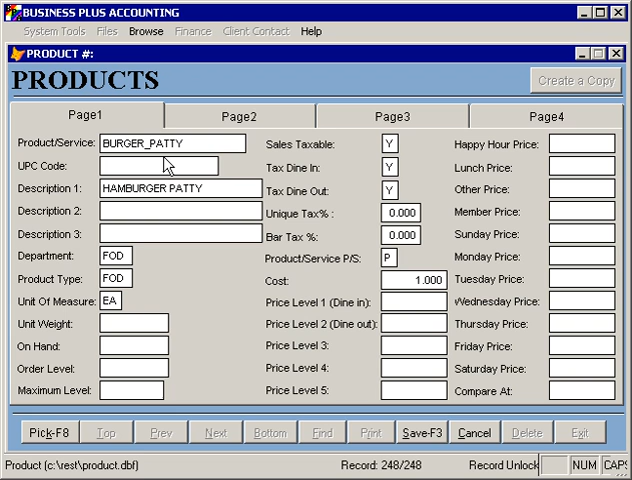 BUSINESS PLUS ACCOUNTING
System Tools Files Browse Finance Client Contact Help
PRODUCT #:
PRODUCTS
Create a Copy
Page1 Page2 Page3 Page4
Product/Service: BURGER_PATTY Sales Taxable: Y Happy Hour Price:
UPC Code: Tax Dine In: Y Lunch Price:
Description 1: HAMBURGER PATTY Tax Dine Out: Y Other Price:
Description 2: Unique Tax% : 0.000 Member Price:
Description 3: Bar Tax %: 0.000 Sunday Price:
Department: FOD Product/Service P/S: P Monday Price:
Product Type: FOD Cost: 1.000 Tuesday Price:
Unit Of Measure: EA Price Level 1 (Dine in): Wednesday Price:
Unit Weight: Price Level 2 (Dine out): Thursday Price:
On Hand: Price Level 3: Friday Price:
Order Level: Price Level 4: Saturday Price:
Maximum Level: Price Level 5: Compare At:
Pick-F8 Top Prev Next Bottom Find Print Save-F3 Cancel Delete Exit
Product (c:\rest\product.dbf) Record: 248/248 Record Unlock NUM CAPS